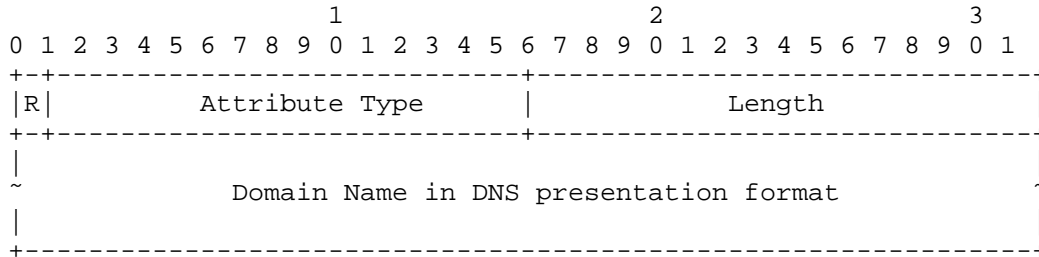 1                   2                   3
0 1 2 3 4 5 6 7 8 9 0 1 2 3 4 5 6 7 8 9 0 1 2 3 4 5 6 7 8 9 0 1
+-+-----------------------------+-------------------------------
|R|         Attribute Type      |            Length             |
+-+-----------------------------+-------------------------------
|                                                               |
~             Domain Name in DNS presentation format            ~
|                                                               |
+---------------------------------------------------------------